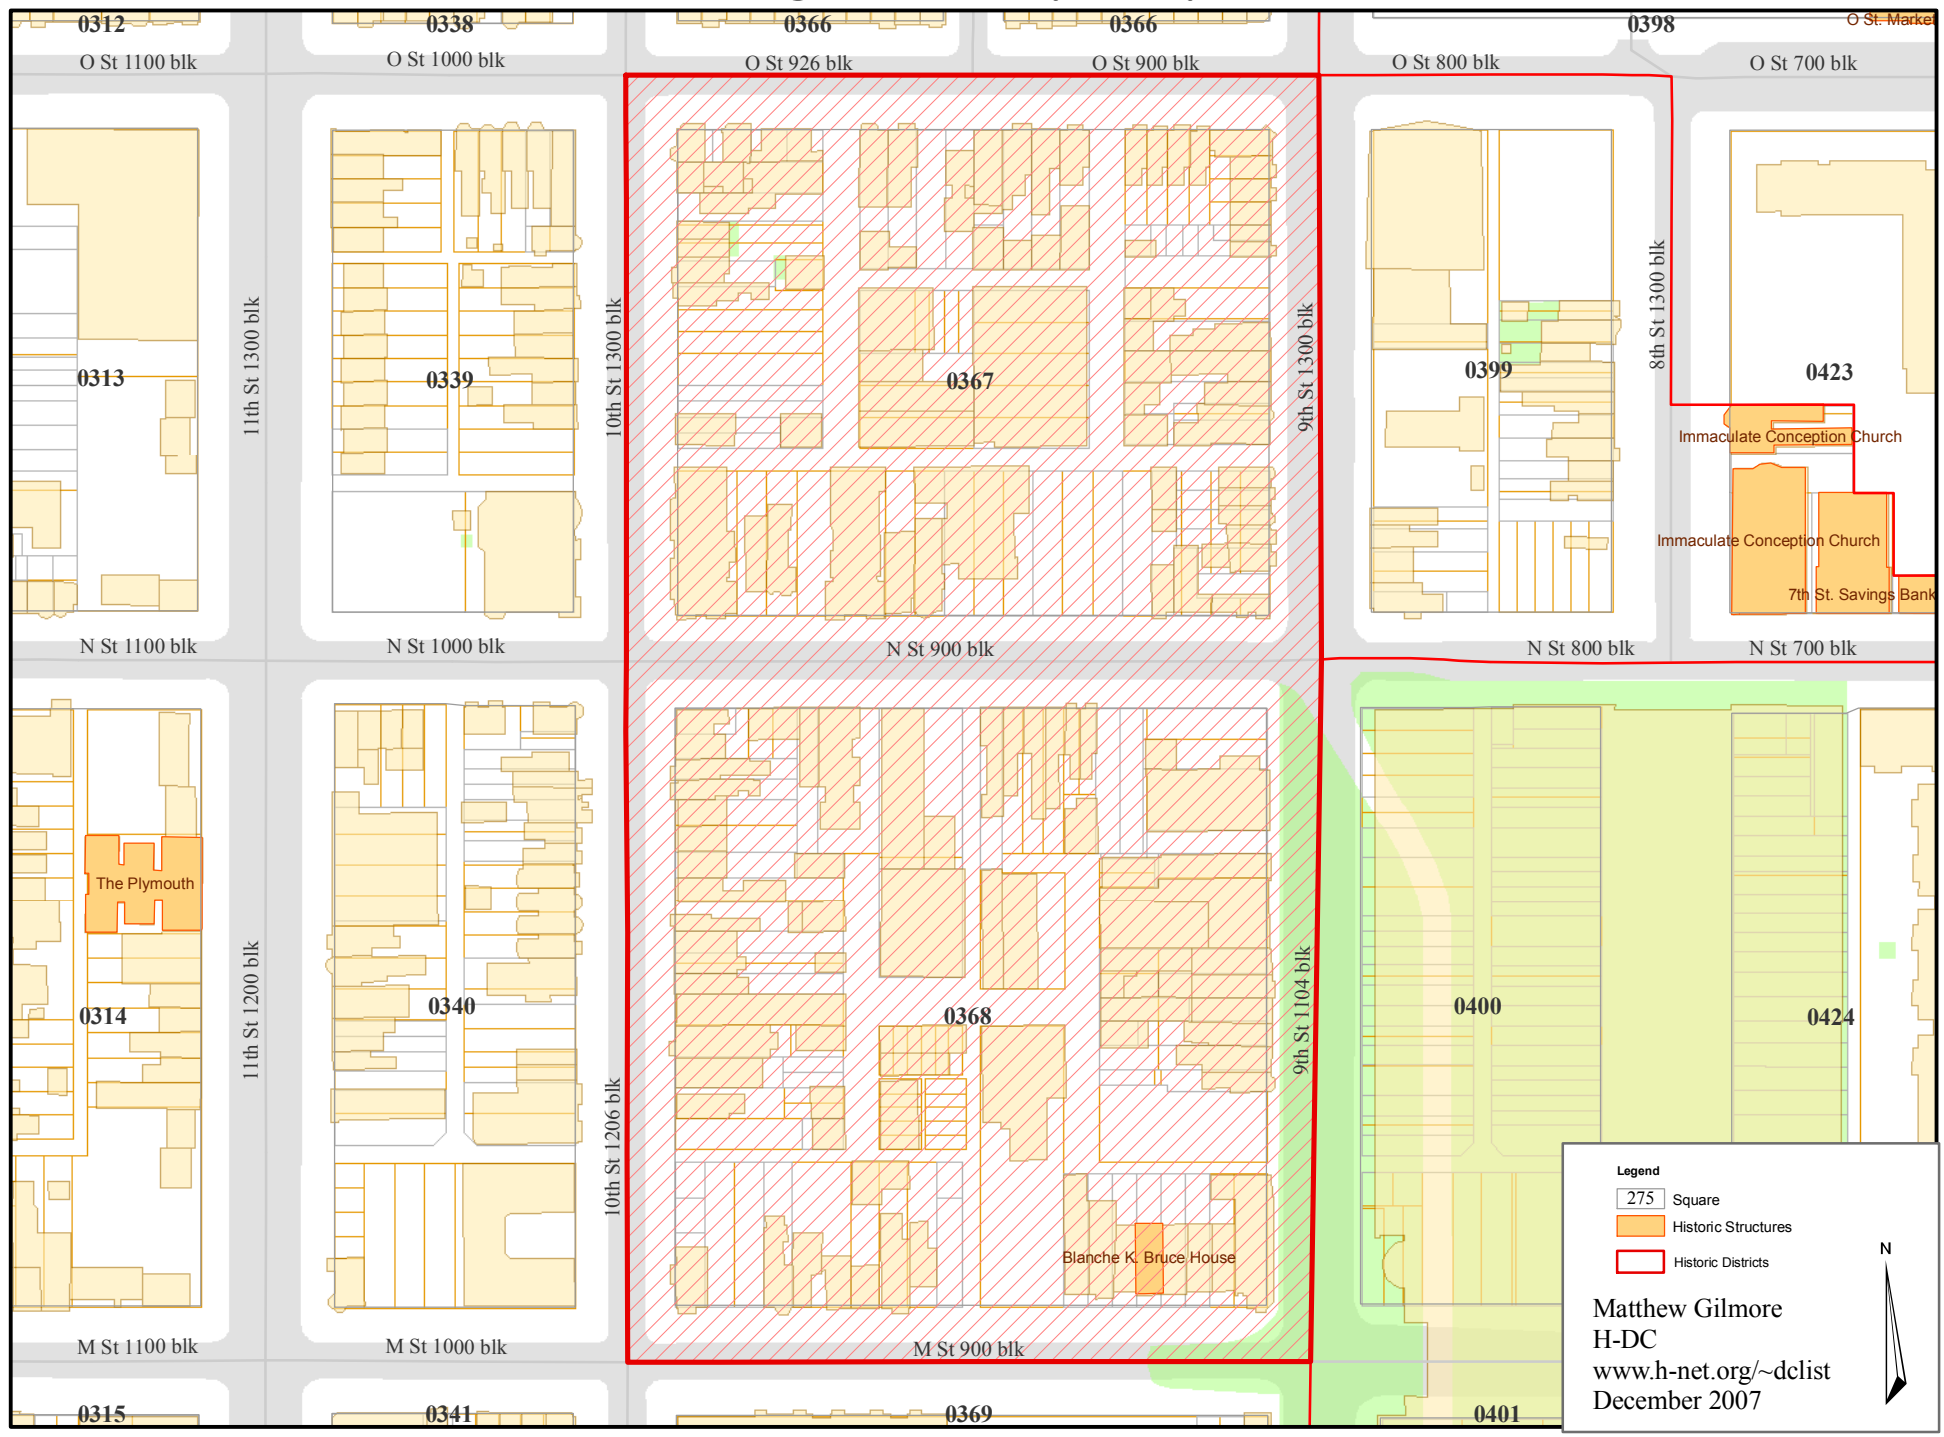 0312
0338
0366
0366
0398
O St. Market
O St 1100 blk
O St 1000 blk
O St 926 blk
O St 900 blk
O St 800 blk
O St 700 blk
11th St 1300 blk
10th St 1300 blk
9th St 1300 blk
8th St 1300 blk
0313
0339
0367
0399
0423
Immaculate Conception Church
Immaculate Conception Church
7th St. Savings Bank
N St 1100 blk
N St 1000 blk
N St 900 blk
N St 800 blk
N St 700 blk
The Plymouth
11th St 1200 blk
10th St 1206 blk
9th St 1104 blk
0314
0340
0368
0400
0424
Blanche K. Bruce House
M St 1100 blk
M St 1000 blk
M St 900 blk
0315
0341
0369
0401
Legend
275 Square
Historic Structures
Historic Districts
N
Matthew Gilmore
H-DC
www.h-net.org/~dclist
December 2007